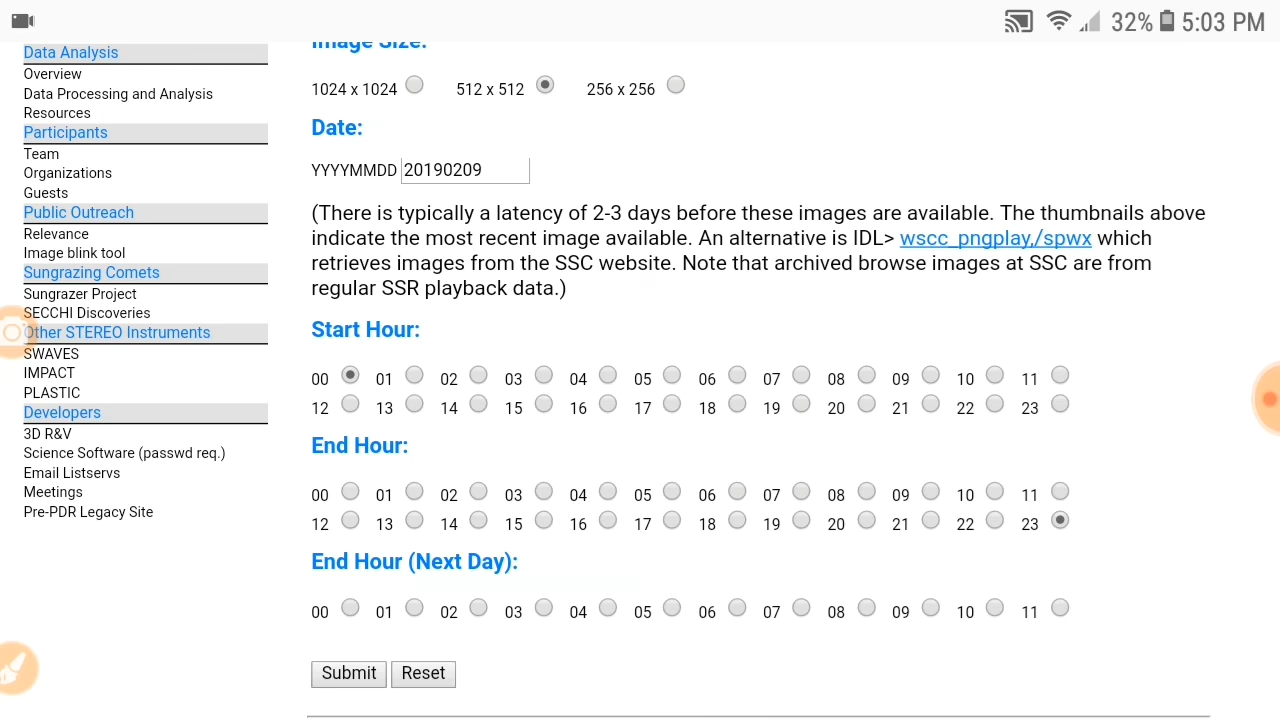 32% 5:03 PM
Data Analysis
Overview
Data Processing and Analysis
Resources
Participants
Team
Organizations
Guests
Public Outreach
Relevance
Image blink tool
Sungrazing Comets
Sungrazer Project
SECCHI Discoveries
Other STEREO Instruments
SWAVES
IMPACT
PLASTIC
Developers
3D R&V
Science Software (passwd req.)
Email Listservs
Meetings
Pre-PDR Legacy Site
Image Size:
1024 x 1024 512 x 512 256 x 256
Date:
YYYYMMDD 20190209
(There is typically a latency of 2-3 days before these images are available. The thumbnails above
indicate the most recent image available. An alternative is IDL> wscc_pngplay,/spwx which
retrieves images from the SSC website. Note that archived browse images at SSC are from
regular SSR playback data.)
Start Hour:
00 01 02 03 04 05 06 07 08 09 10 11
12 13 14 15 16 17 18 19 20 21 22 23
End Hour:
00 01 02 03 04 05 06 07 08 09 10 11
12 13 14 15 16 17 18 19 20 21 22 23
End Hour (Next Day):
00 01 02 03 04 05 06 07 08 09 10 11
Submit Reset